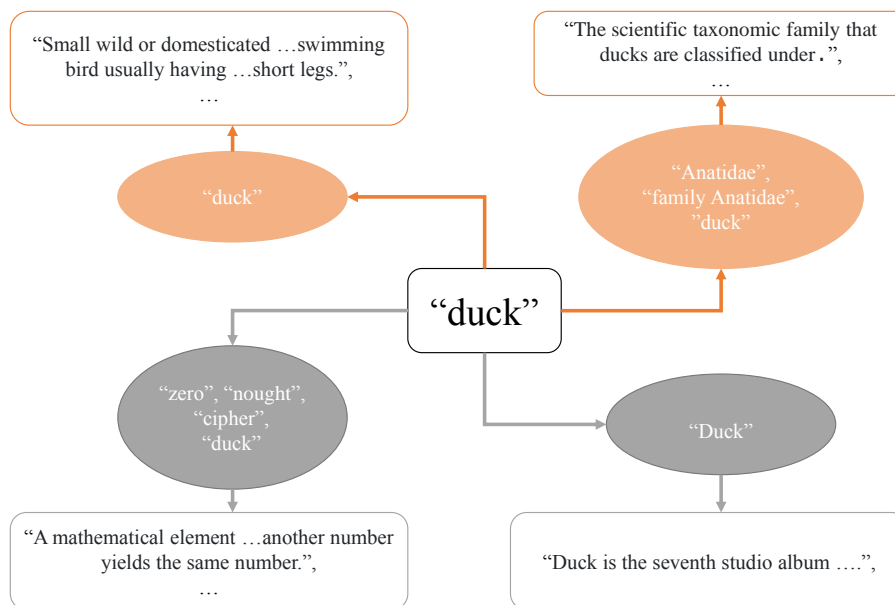 “Small wild or domesticated …swimming
bird usually having …short legs.”,
…
“The scientific taxonomic family that
ducks are classified under.”,
…
“duck”
“Anatidae”,
“family Anatidae”,
”duck”
“duck”
“zero”, “nought”,
“cipher”,
“duck”
“Duck”
“A mathematical element …another number
yields the same number.”,
…
“Duck is the seventh studio album ….”,